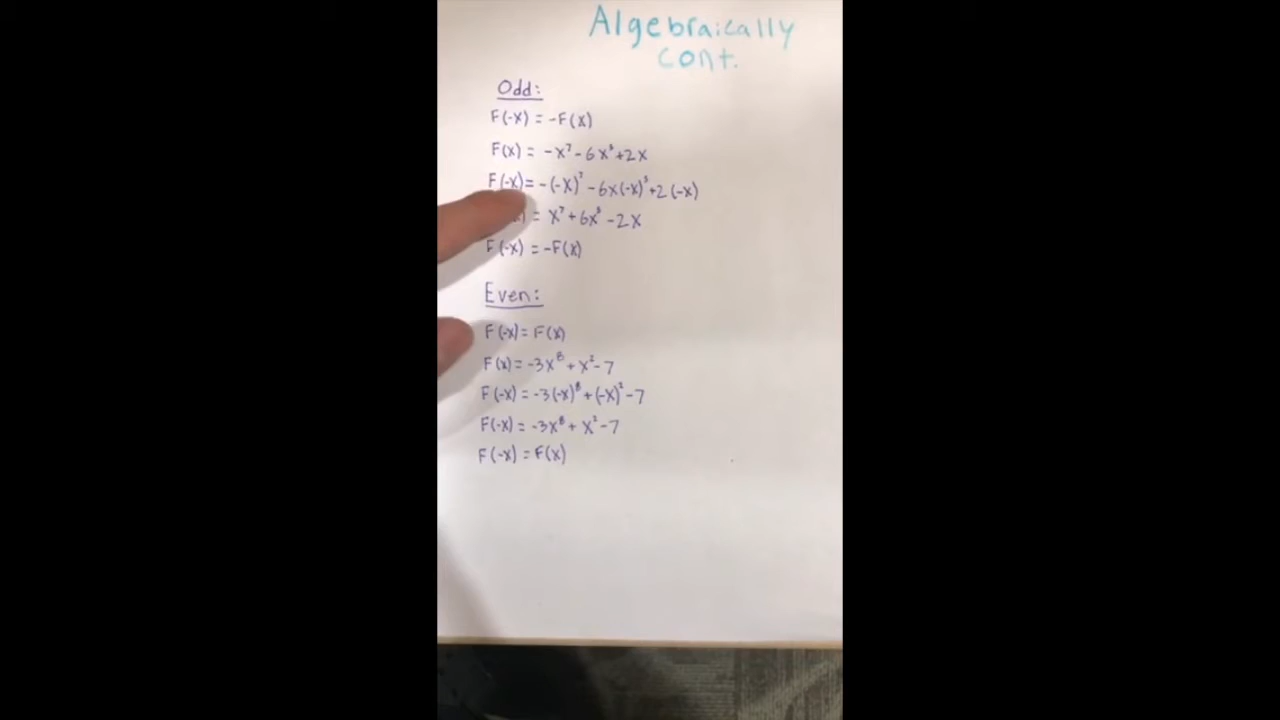 Algebraically
cont.
Odd:
F(-x) = -F(x)
F(x) = -x⁷ - 6x³ + 2x
F(-x) = -(-x)⁷ - 6x(-x)³ + 2(-x)
= x⁷ + 6x³ - 2x
F(-x) = -F(x)
Even:
F(-x) = F(x)
F(x) = -3x⁸ + x² - 7
F(-x) = -3(-x)⁸ + (-x)² - 7
F(-x) = -3x⁸ + x² - 7
F(-x) = F(x)